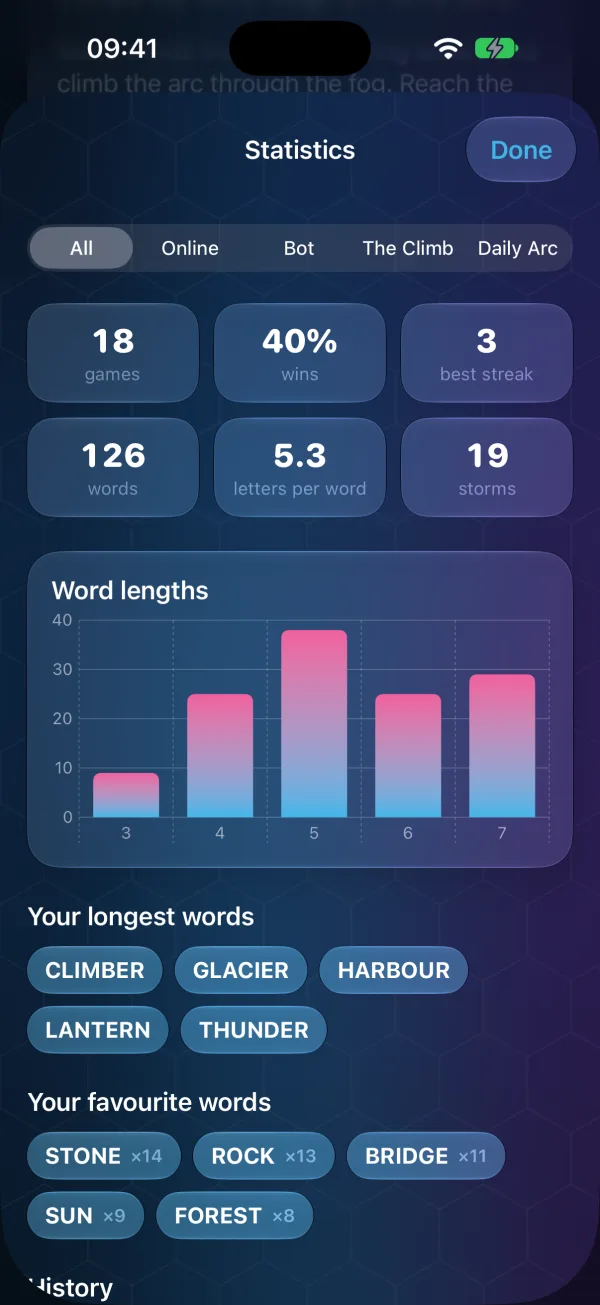 09:41
climb the arc through the fog. Reach the
Statistics
Done
All Online Bot The Climb Daily Arc
18 40% 3
games wins best streak
126 5.3 19
words letters per word storms
Word lengths
40
30
20
10
0
3 4 5 6 7
Your longest words
CLIMBER GLACIER HARBOUR
LANTERN THUNDER
Your favourite words
STONE ×14 ROCK ×13 BRIDGE ×11
SUN ×9 FOREST ×8
History